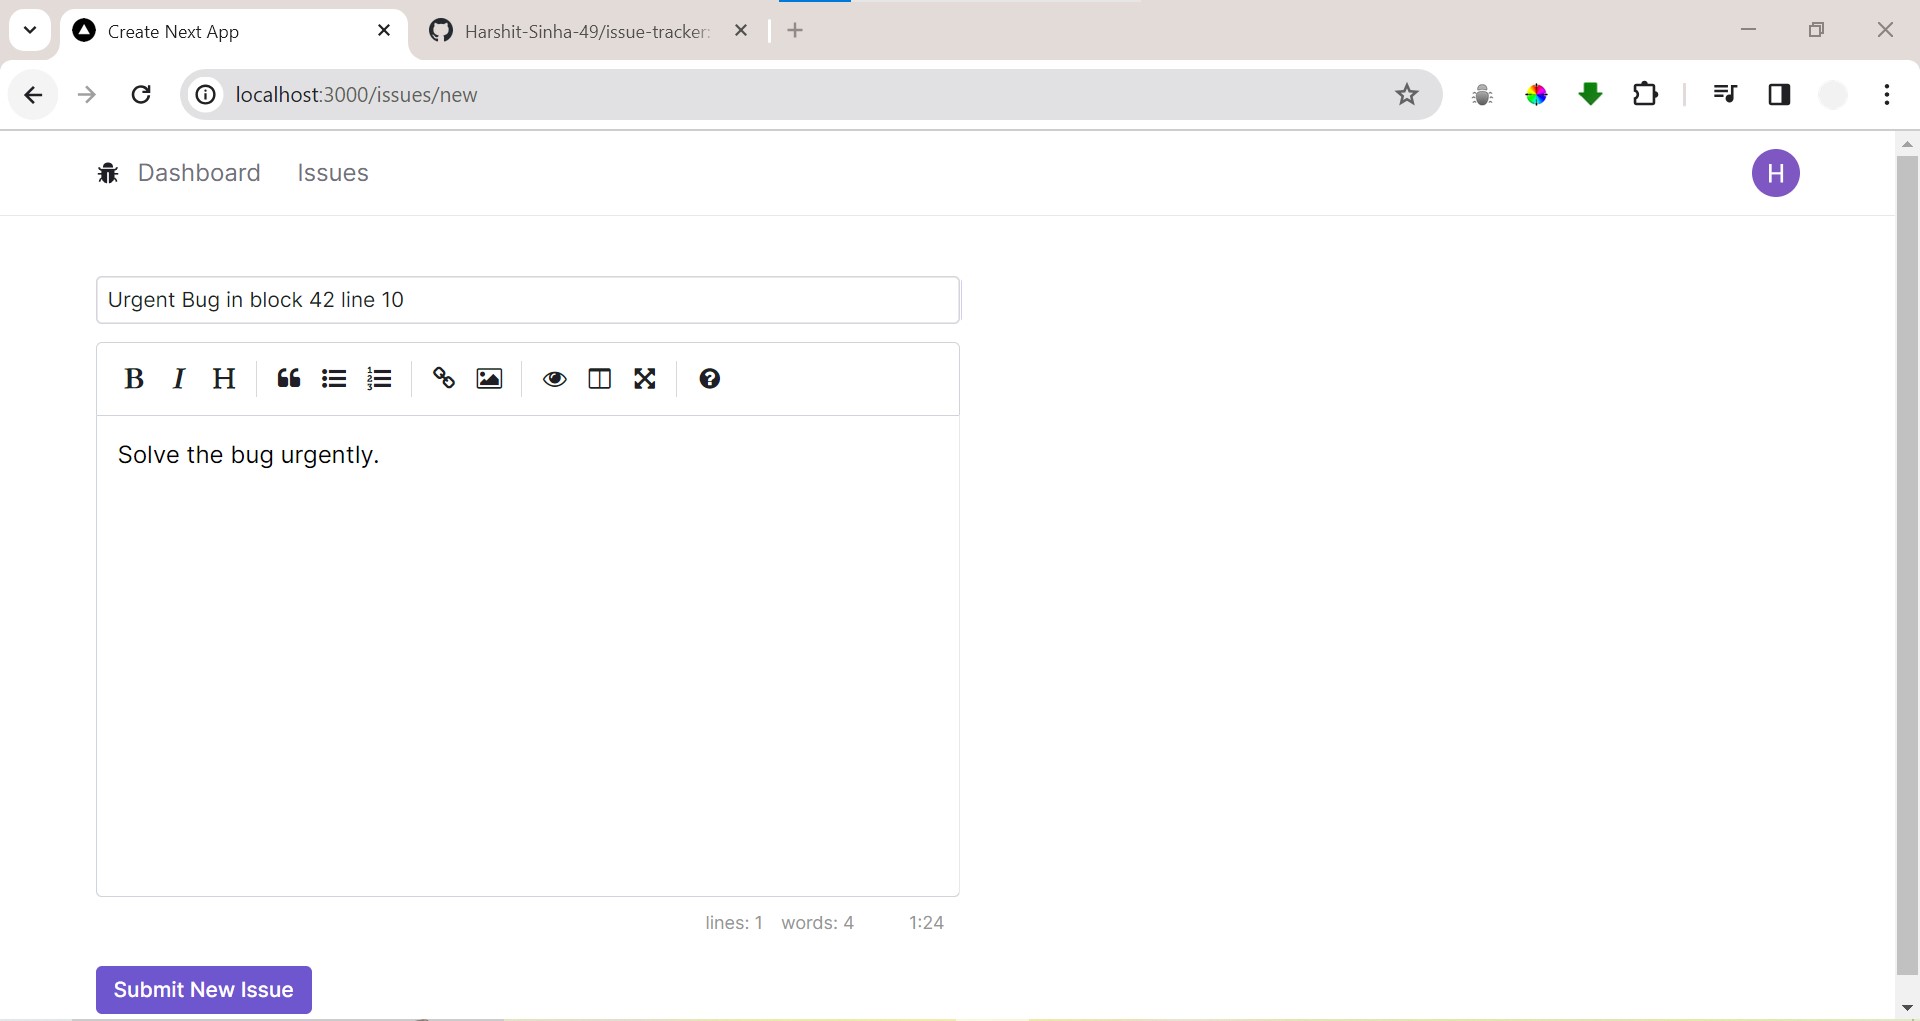 Create Next App
Harshit-Sinha-49/issue-tracker:
localhost:3000/issues/new
Dashboard Issues
H
Urgent Bug in block 42 line 10
B I H
Solve the bug urgently.
lines: 1 words: 4 1:24
Submit New Issue